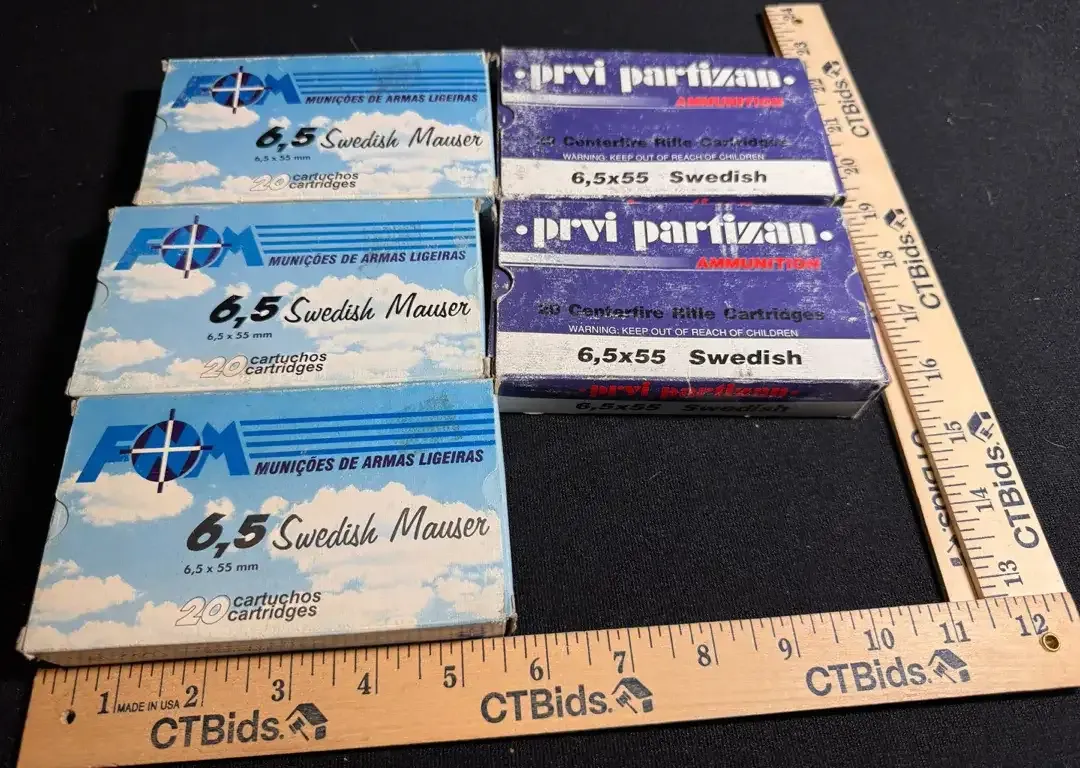 FOM
MUNIÇÕES DE ARMAS LIGEIRAS
6,5 Swedish Mauser
6,5 x 55 mm
20 cartuchos
cartridges
FOM
MUNIÇÕES DE ARMAS LIGEIRAS
6,5 Swedish Mauser
6,5 x 55 mm
20 cartuchos
cartridges
FOM
MUNIÇÕES DE ARMAS LIGEIRAS
6,5 Swedish Mauser
6,5 x 55 mm
20 cartuchos
cartridges
• prvi partizan •
AMMUNITION
20 Centerfire Rifle Cartridges
WARNING: KEEP OUT OF REACH OF CHILDREN
6,5x55 Swedish
• prvi partizan •
AMMUNITION
20 Centerfire Rifle Cartridges
WARNING: KEEP OUT OF REACH OF CHILDREN
6,5x55 Swedish
• prvi partizan •
6,5x55 Swedish
24 23 22 21 20 19 18 17 16 15 14 13
CTBids.
CTBids.
CTBids.
1 2 3 4 5 6 7 8 9 10 11 12
MADE IN USA
CTBids.
CTBids.
CTBids.